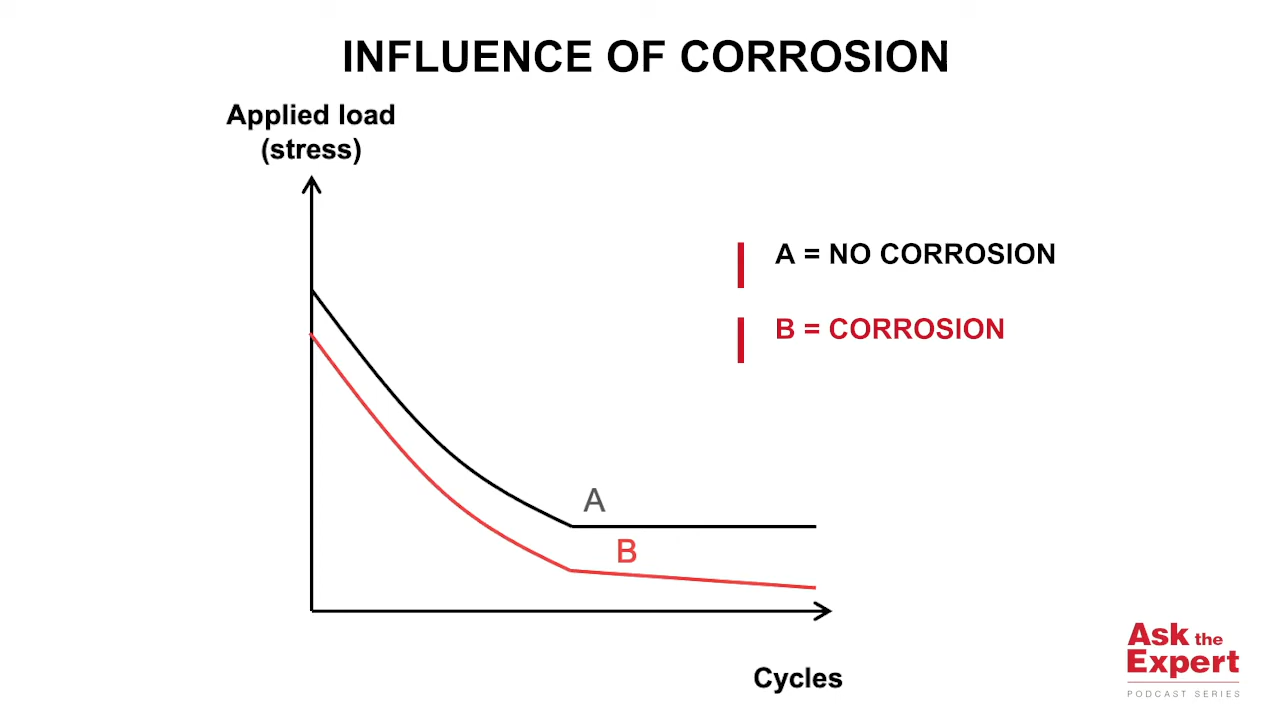 INFLUENCE OF CORROSION
Applied load
(stress)
A = NO CORROSION
B = CORROSION
A
B
Cycles
Ask the
Expert
PODCAST SERIES